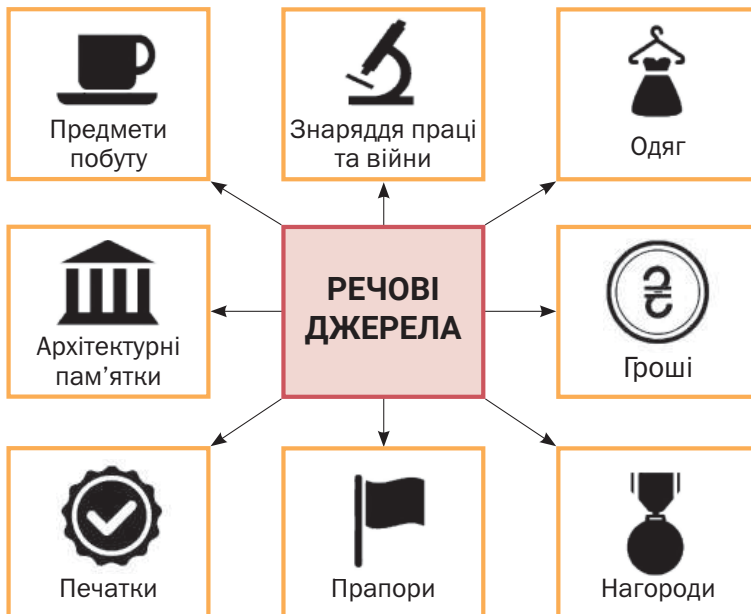 Предмети
побуту
Знаряддя праці
та війни
Одяг
Архітектурні
пам’ятки
РЕЧОВІ
ДЖЕРЕЛА
Гроші
Печатки
Прапори
Нагороди